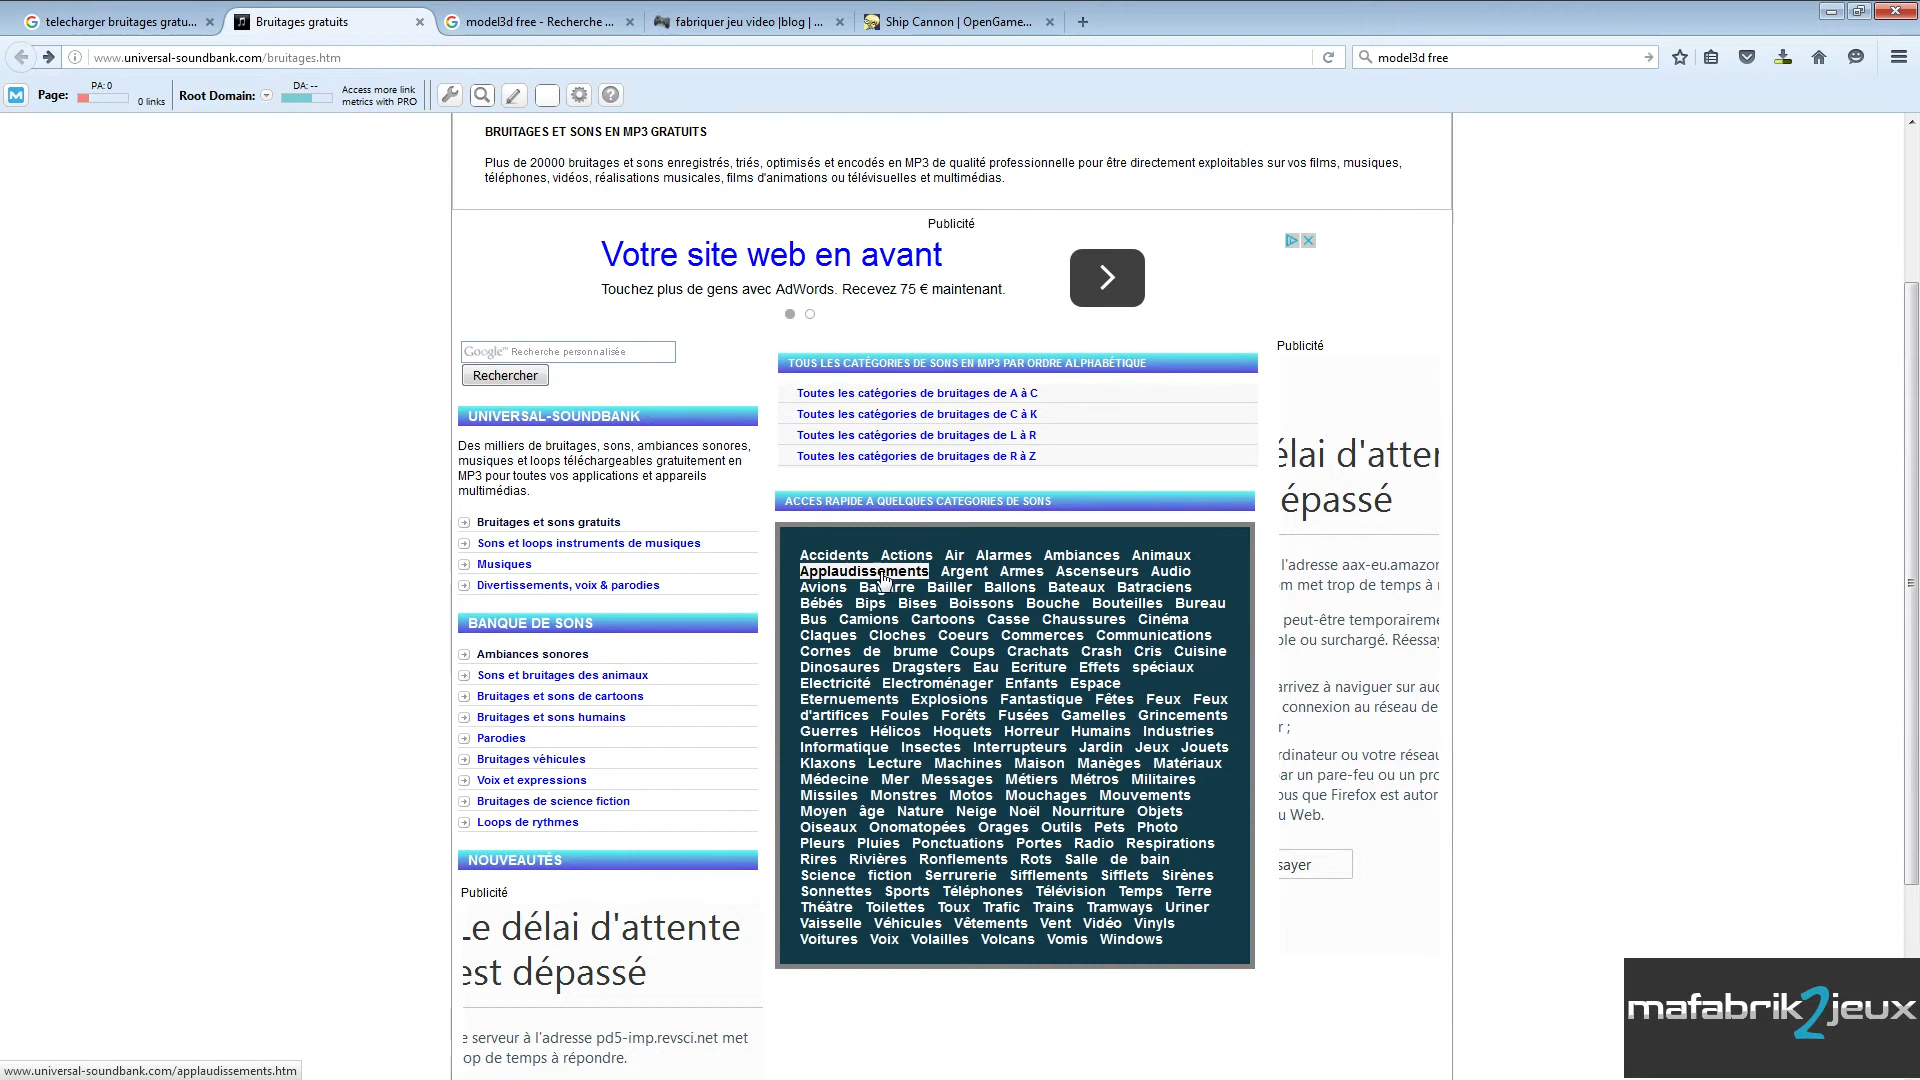 telecharger bruitages gratu...
Bruitages gratuits
model3d free - Recherche ...
fabriquer jeu video |blog | ...
Ship Cannon | OpenGame...
www.universal-soundbank.com/bruitages.htm
model3d free
Page:
PA: 0
0 links
Root Domain:
DA: --
Access more link
metrics with PRO
BRUITAGES ET SONS EN MP3 GRATUITS
Plus de 20000 bruitages et sons enregistrés, triés, optimisés et encodés en MP3 de qualité professionnelle pour être directement exploitables sur vos films, musiques,
téléphones, vidéos, réalisations musicales, films d'animations ou télévisuelles et multimédias.
Publicité
Votre site web en avant
Touchez plus de gens avec AdWords. Recevez 75 € maintenant.
Google Recherche personnalisée
Rechercher
UNIVERSAL-SOUNDBANK
Des milliers de bruitages, sons, ambiances sonores,
musiques et loops téléchargeables gratuitement en
MP3 pour toutes vos applications et appareils
multimédias.
Bruitages et sons gratuits
Sons et loops instruments de musiques
Musiques
Divertissements, voix & parodies
BANQUE DE SONS
Ambiances sonores
Sons et bruitages des animaux
Bruitages et sons de cartoons
Bruitages et sons humains
Parodies
Bruitages véhicules
Voix et expressions
Bruitages de science fiction
Loops de rythmes
NOUVEAUTÉS
Publicité
Le délai d'attente
est dépassé
e serveur à l'adresse pd5-imp.revsci.net met
op de temps à répondre.
TOUS LES CATÉGORIES DE SONS EN MP3 PAR ORDRE ALPHABÉTIQUE
Toutes les catégories de bruitages de A à C
Toutes les catégories de bruitages de C à K
Toutes les catégories de bruitages de L à R
Toutes les catégories de bruitages de R à Z
ACCES RAPIDE A QUELQUES CATEGORIES DE SONS
Accidents Actions Air Alarmes Ambiances Animaux
Applaudissements Argent Armes Ascenseurs Audio
Avions Bagarre Bailler Ballons Bateaux Batraciens
Bébés Bips Bises Boissons Bouche Bouteilles Bureau
Bus Camions Cartoons Casse Chaussures Cinéma
Claques Cloches Coeurs Commerces Communications
Cornes de brume Coups Crachats Crash Cris Cuisine
Dinosaures Dragsters Eau Ecriture Effets spéciaux
Electricité Electroménager Enfants Espace
Eternuements Explosions Fantastique Fêtes Feux Feux
d'artifices Foules Forêts Fusées Gamelles Grincements
Guerres Hélicos Hoquets Horreur Humains Industries
Informatique Insectes Interrupteurs Jardin Jeux Jouets
Klaxons Lecture Machines Maison Manèges Matériaux
Médecine Mer Messages Métiers Métros Militaires
Missiles Monstres Motos Mouchages Mouvements
Moyen âge Nature Neige Noël Nourriture Objets
Oiseaux Onomatopées Orages Outils Pets Photo
Pleurs Pluies Ponctuations Portes Radio Respirations
Rires Rivières Ronflements Rots Salle de bain
Science fiction Serrurerie Sifflements Sifflets Sirènes
Sonnettes Sports Téléphones Télévision Temps Terre
Théâtre Toilettes Toux Trafic Trains Tramways Uriner
Vaisselle Véhicules Vêtements Vent Vidéo Vinyls
Voitures Voix Volailles Volcans Vomis Windows
Publicité
élai d'atter
épassé
l'adresse aax-eu.amazon
om met trop de temps à r
peut-être temporaireme
ble ou surchargé. Réessay
arrivez à naviguer sur auc
connexion au réseau de
r ;
ordinateur ou votre réseau
par un pare-feu ou un pro
ous que Firefox est autor
u Web.
sayer
mafabrik2jeux
www.universal-soundbank.com/applaudissements.htm